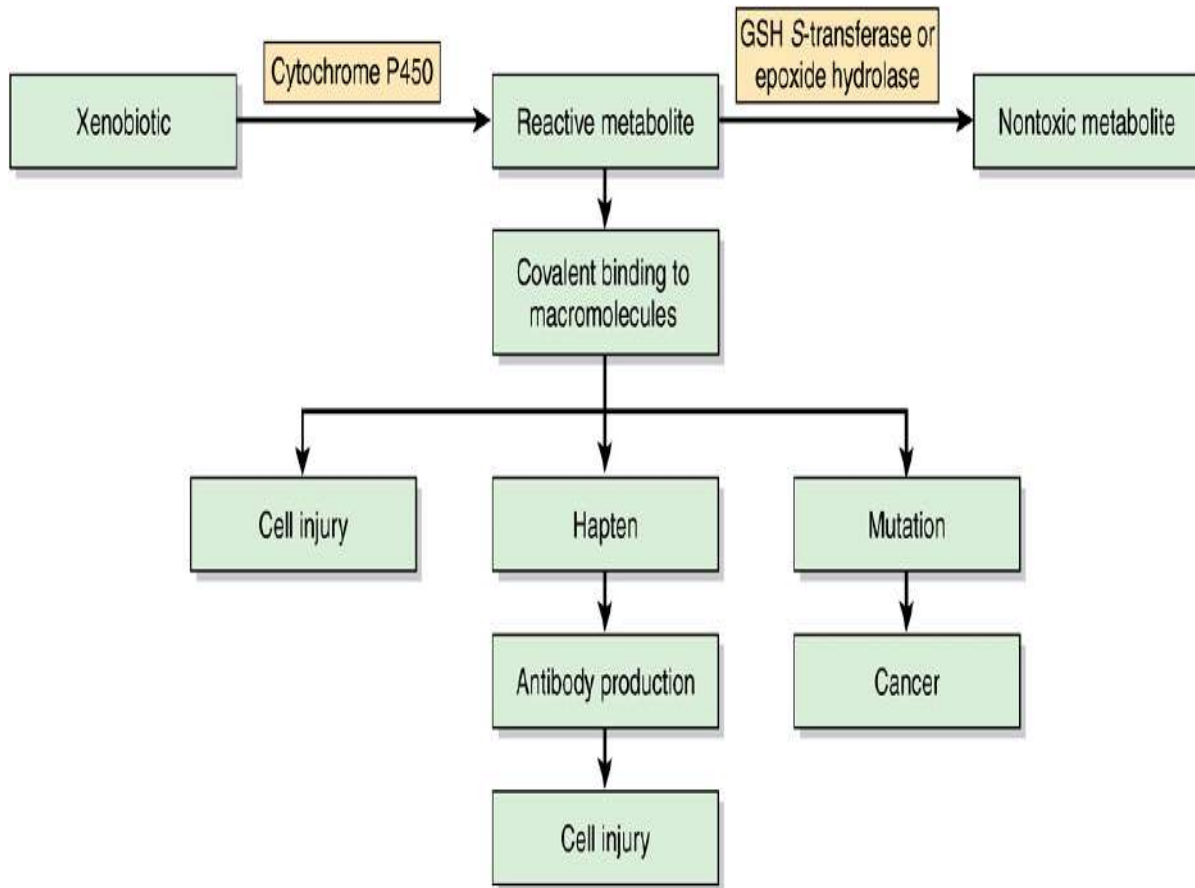 GSH S-transferase or
epoxide hydrolase
Cytochrome P450
Xenobiotic
Reactive metabolite
Nontoxic metabolite
Covalent binding to
macromolecules
Cell injury
Hapten
Mutation
Antibody production
Cancer
Cell injury